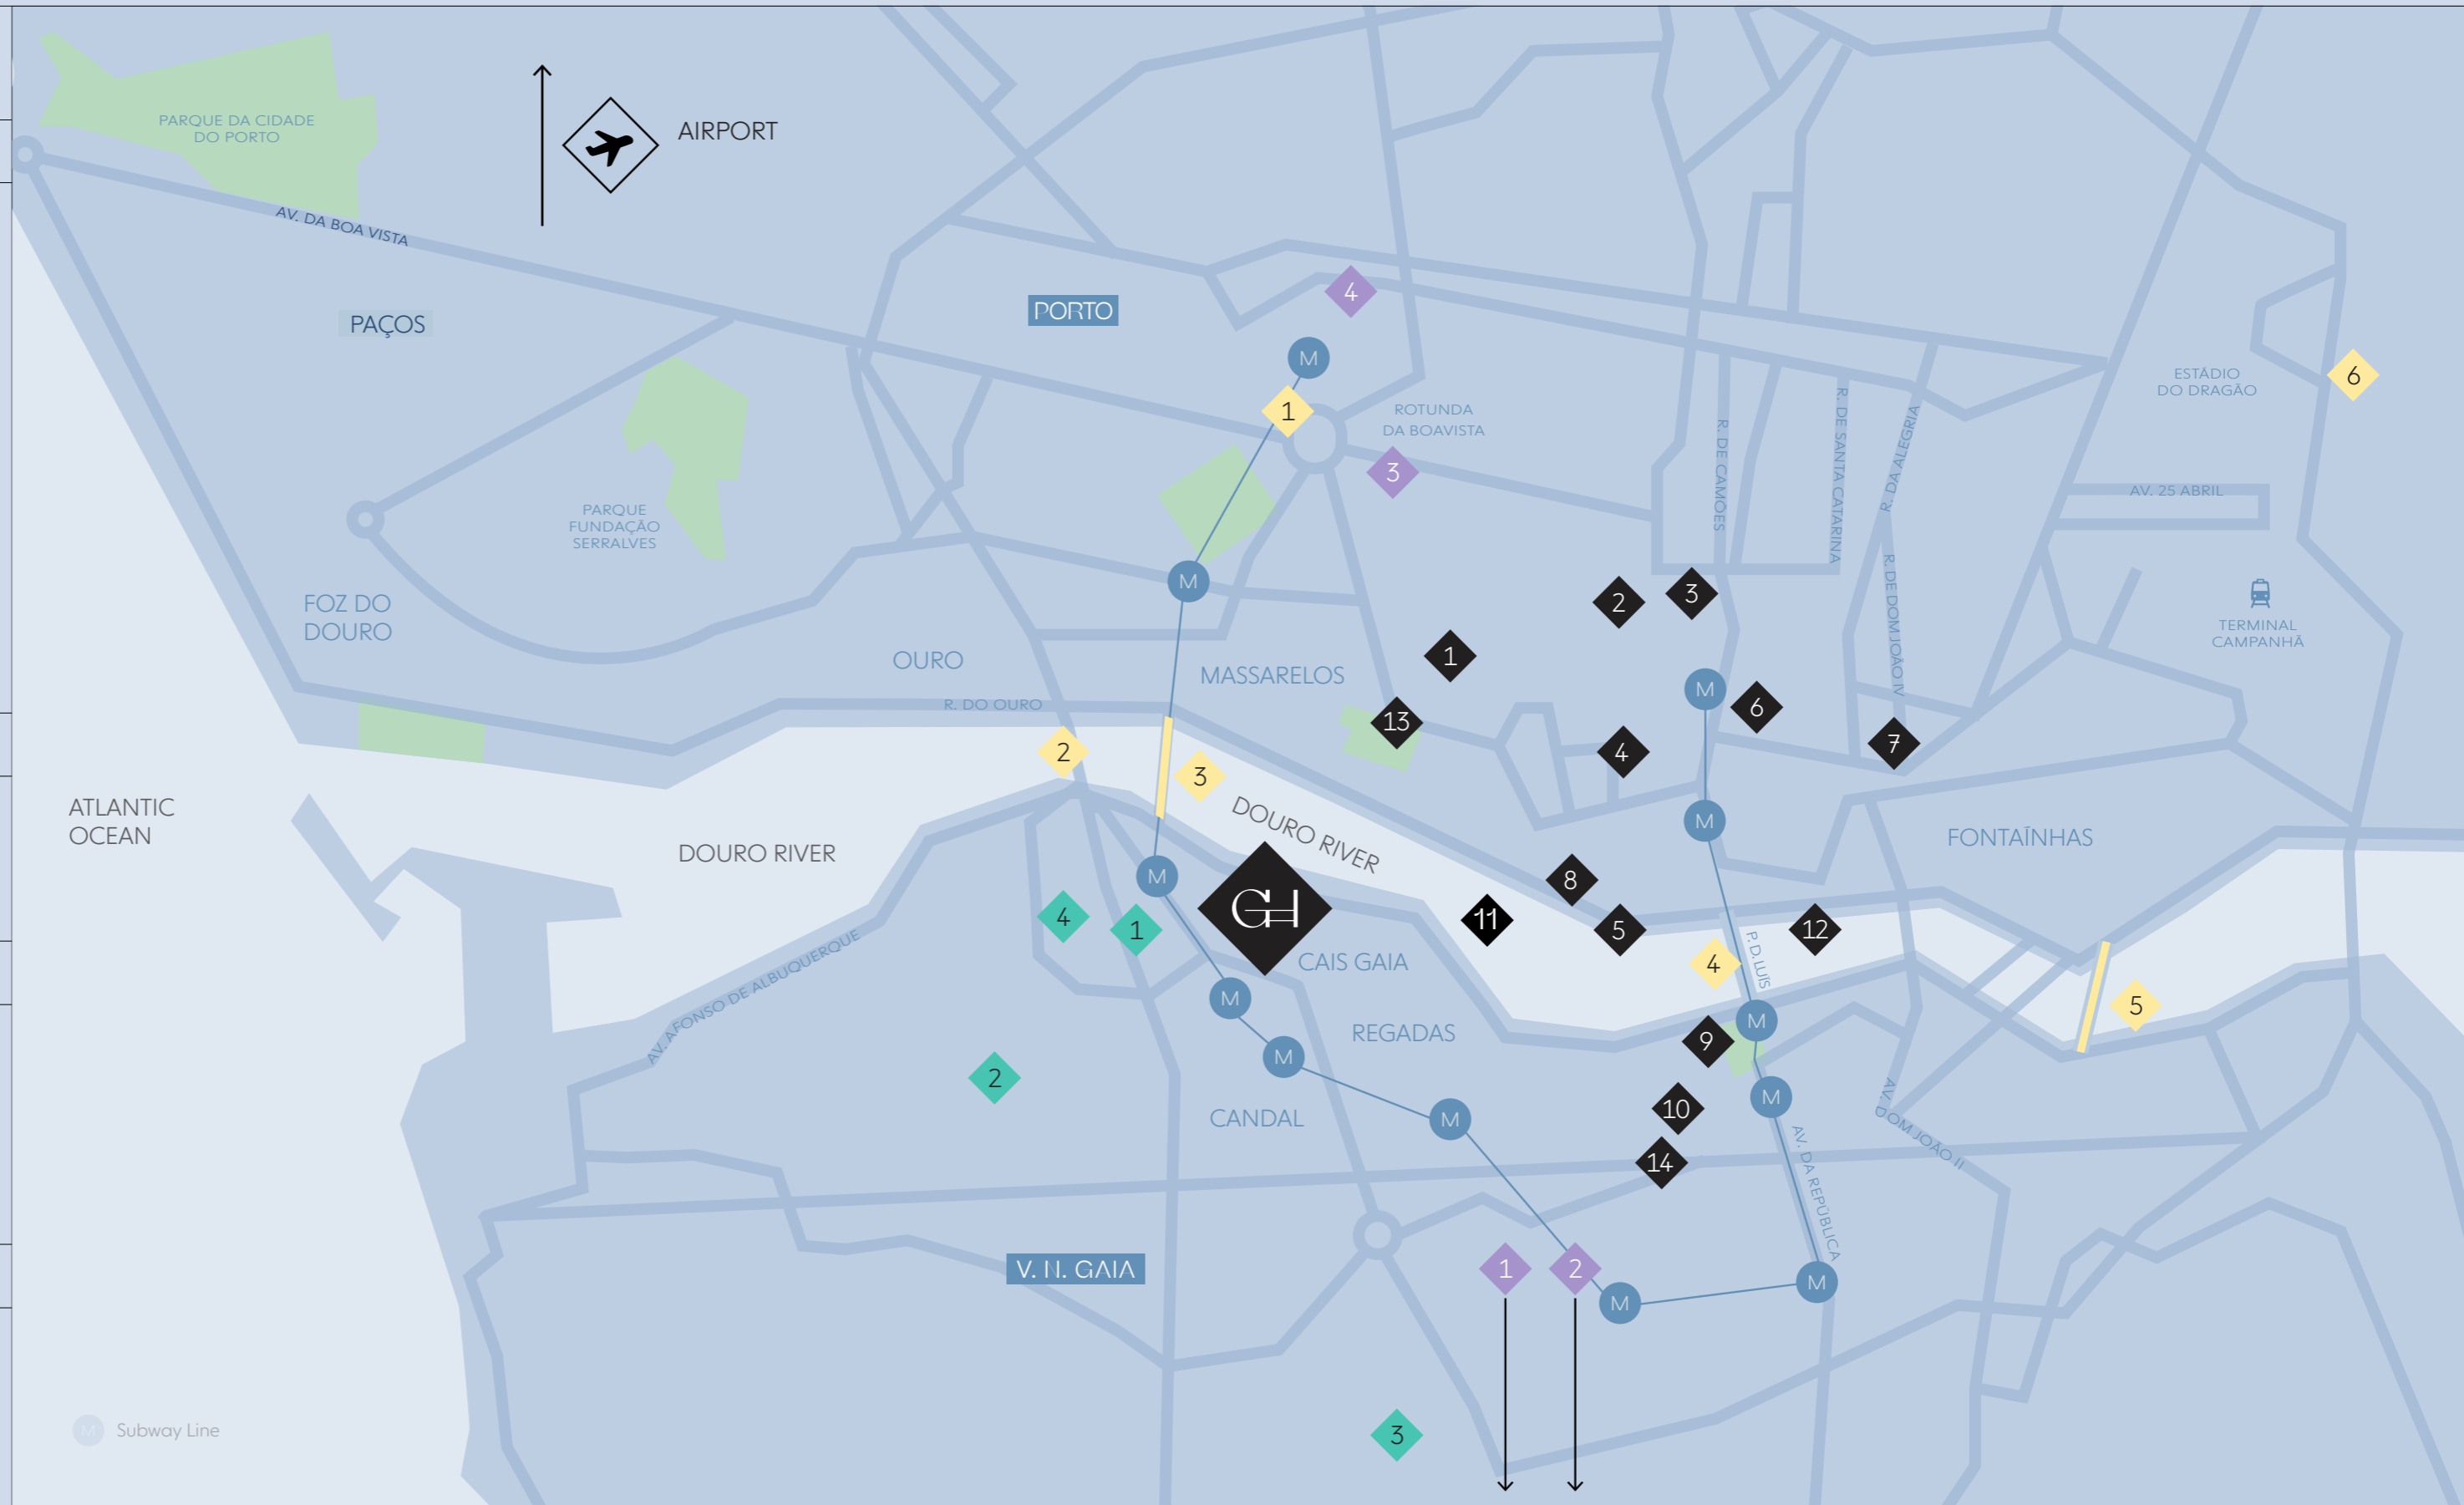 PARQUE DA CIDADE
DO PORTO
AIRPORT
AV. DA BOA VISTA
PAÇOS
PORTO
4
M
1
ROTUNDA
DA BOAVISTA
3
R. DE CAMÕES
R. DE SANTA CATARINA
R. DA ALEGRIA
ESTÁDIO
DO DRAGÃO
6
AV. 25 ABRIL
PARQUE
FUNDAÇÃO
SERRALVES
M
FOZ DO
DOURO
2
3
R. DE DOM JOÃO IV
TERMINAL
CAMPANHÃ
OURO
MASSARELOS
1
M
6
R. DO OURO
13
4
7
2
3
ATLANTIC
OCEAN
DOURO RIVER
DOURO RIVER
M
FONTAÍNHAS
M
GH
8
4
1
11
5
12
AV. AFONSO DE ALBUQUERQUE
CAIS GAIA
4
P. D. LUÍS
M
5
REGADAS
M
9
M
2
CANDAL
M
10
M
AV. DOM JOÃO II
14
AV. DA REPÚBLICA
V. N. GAIA
1
2
M
M
3
M
Subway Line